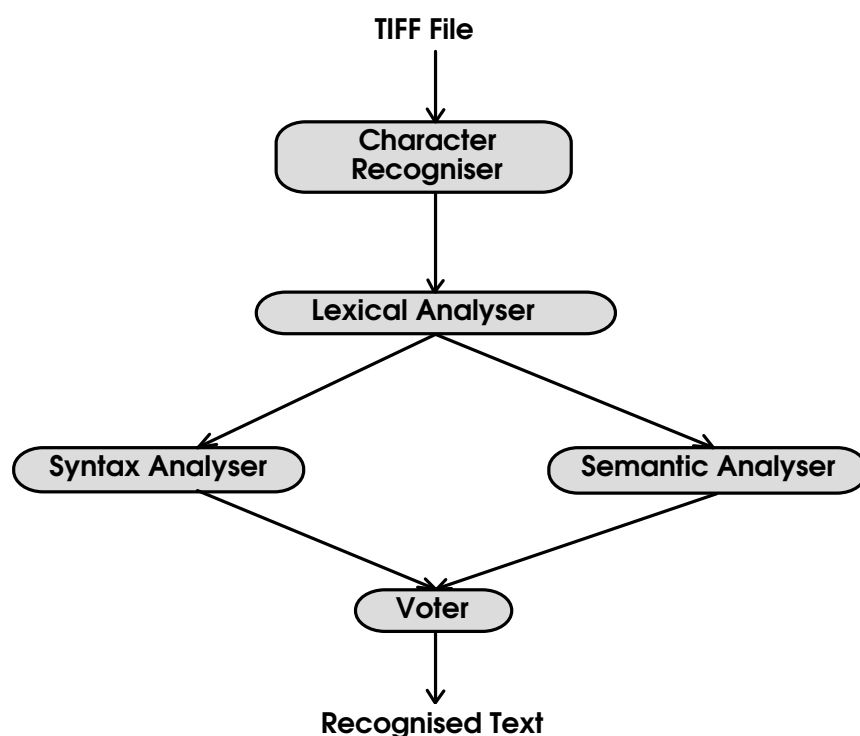 TIFF File
Character
Recogniser
Lexical Analyser
Syntax Analyser
Semantic Analyser
Voter
Recognised Text